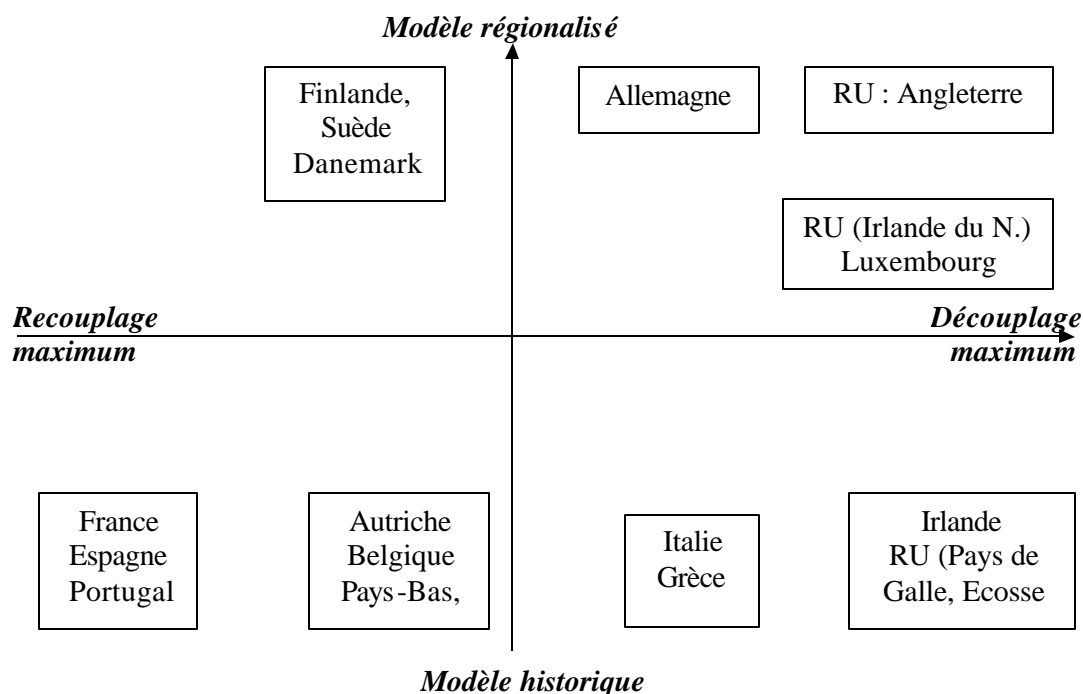 Modèle régionalisé
Finlande,
Suède
Danemark
Allemagne
RU : Angleterre
RU (Irlande du N.)
Luxembourg
Recouplage
maximum
Découplage
maximum
France
Espagne
Portugal
Autriche
Belgique
Pays-Bas,
Italie
Grèce
Irlande
RU (Pays de
Galle, Ecosse
Modèle historique